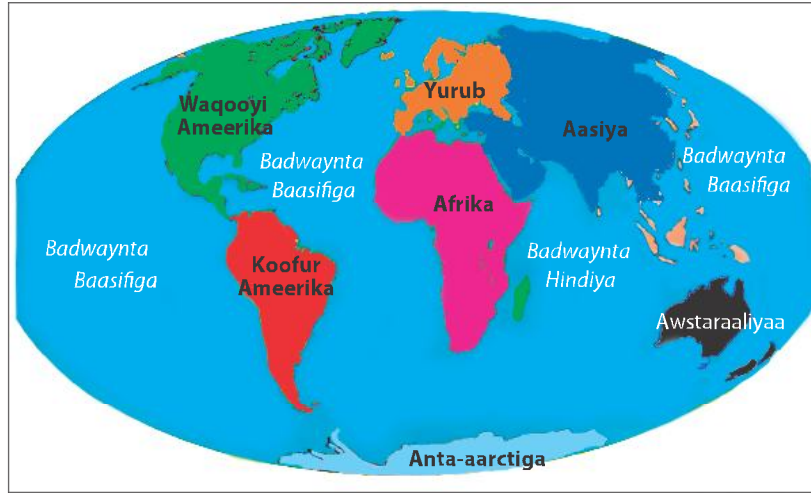 Waqooyi
Ameerika
Yurub
Aasiya
Badwaynta
Baasifiga
Badwaynta
Baasifiga
Afrika
Badwaynta
Baasifiga
Koofur
Ameerika
Badwaynta
Hindiya
Awstaraaliyaa
Anta-aarctiga